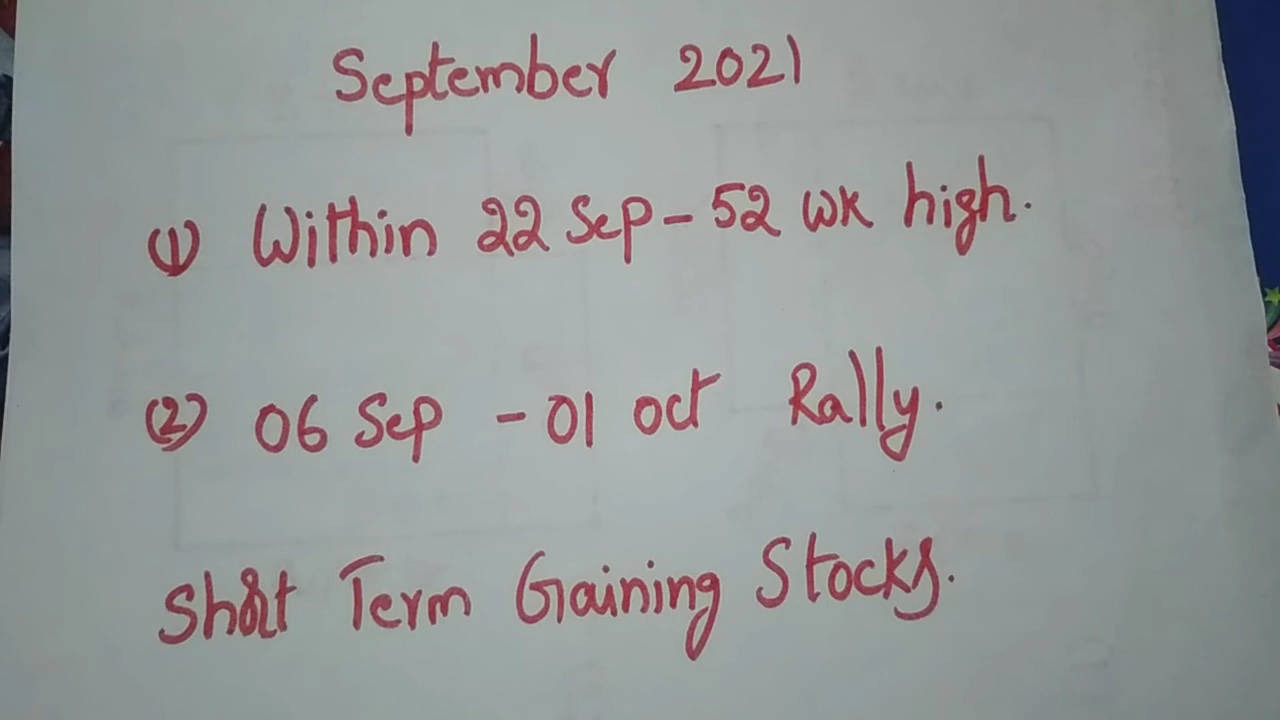 September 2021
(1) Within 22 Sep - 52 wk high.
(2) 06 Sep - 01 oct Rally.
Short Term Gaining Stocks.